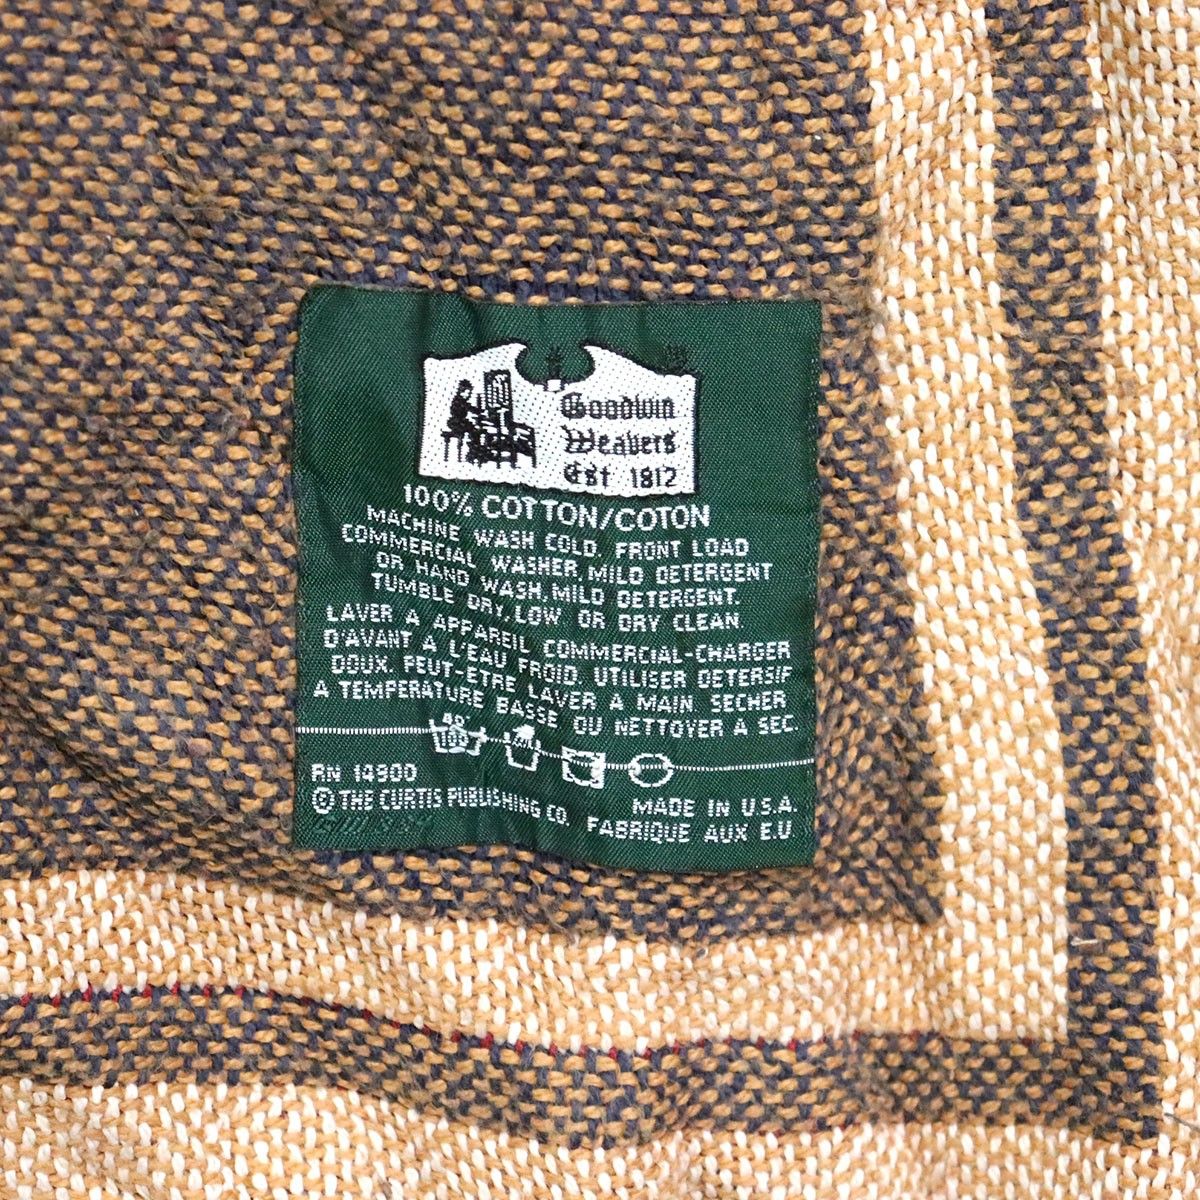 Goodwin
Weavers
Est 1812
100% COTTON/COTON
MACHINE WASH COLD, FRONT LOAD
COMMERCIAL WASHER, MILD DETERGENT
OR HAND WASH, MILD DETERGENT.
TUMBLE DRY, LOW OR DRY CLEAN.
LAVER A APPAREIL COMMERCIAL-CHARGER
D'AVANT A L'EAU FROID. UTILISER DETERSIF
DOUX. PEUT-ETRE LAVER A MAIN. SECHER
A TEMPERATURE BASSE OU NETTOYER A SEC.
RN 14900
© THE CURTIS PUBLISHING CO.
MADE IN U.S.A.
FABRIQUE AUX E.U